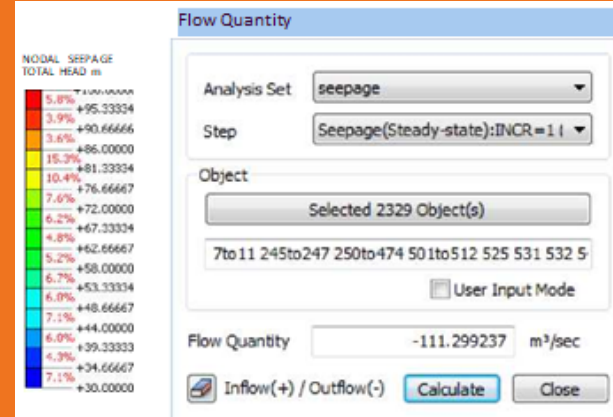 Flow Quantity
NODAL SEEPAGE
TOTAL HEAD m
5.8%
+95.33334
3.9%
+90.66666
3.6%
+86.00000
15.3%
+81.33334
10.4%
+76.66667
7.6%
+72.00000
6.2%
+67.33334
4.8%
+62.66667
5.2%
+58.00000
6.7%
+53.33334
6.0%
+48.66667
7.1%
+44.00000
6.0%
+39.33333
4.3%
+34.66667
7.1%
+30.00000
Analysis Set seepage
Step Seepage(Steady-state):INCR=1 (
Object
Selected 2329 Object(s)
7to11 245to247 250to474 501to512 525 531 532
User Input Mode
Flow Quantity -111.299237 m³/sec
Inflow(+) / Outflow(-) Calculate Close